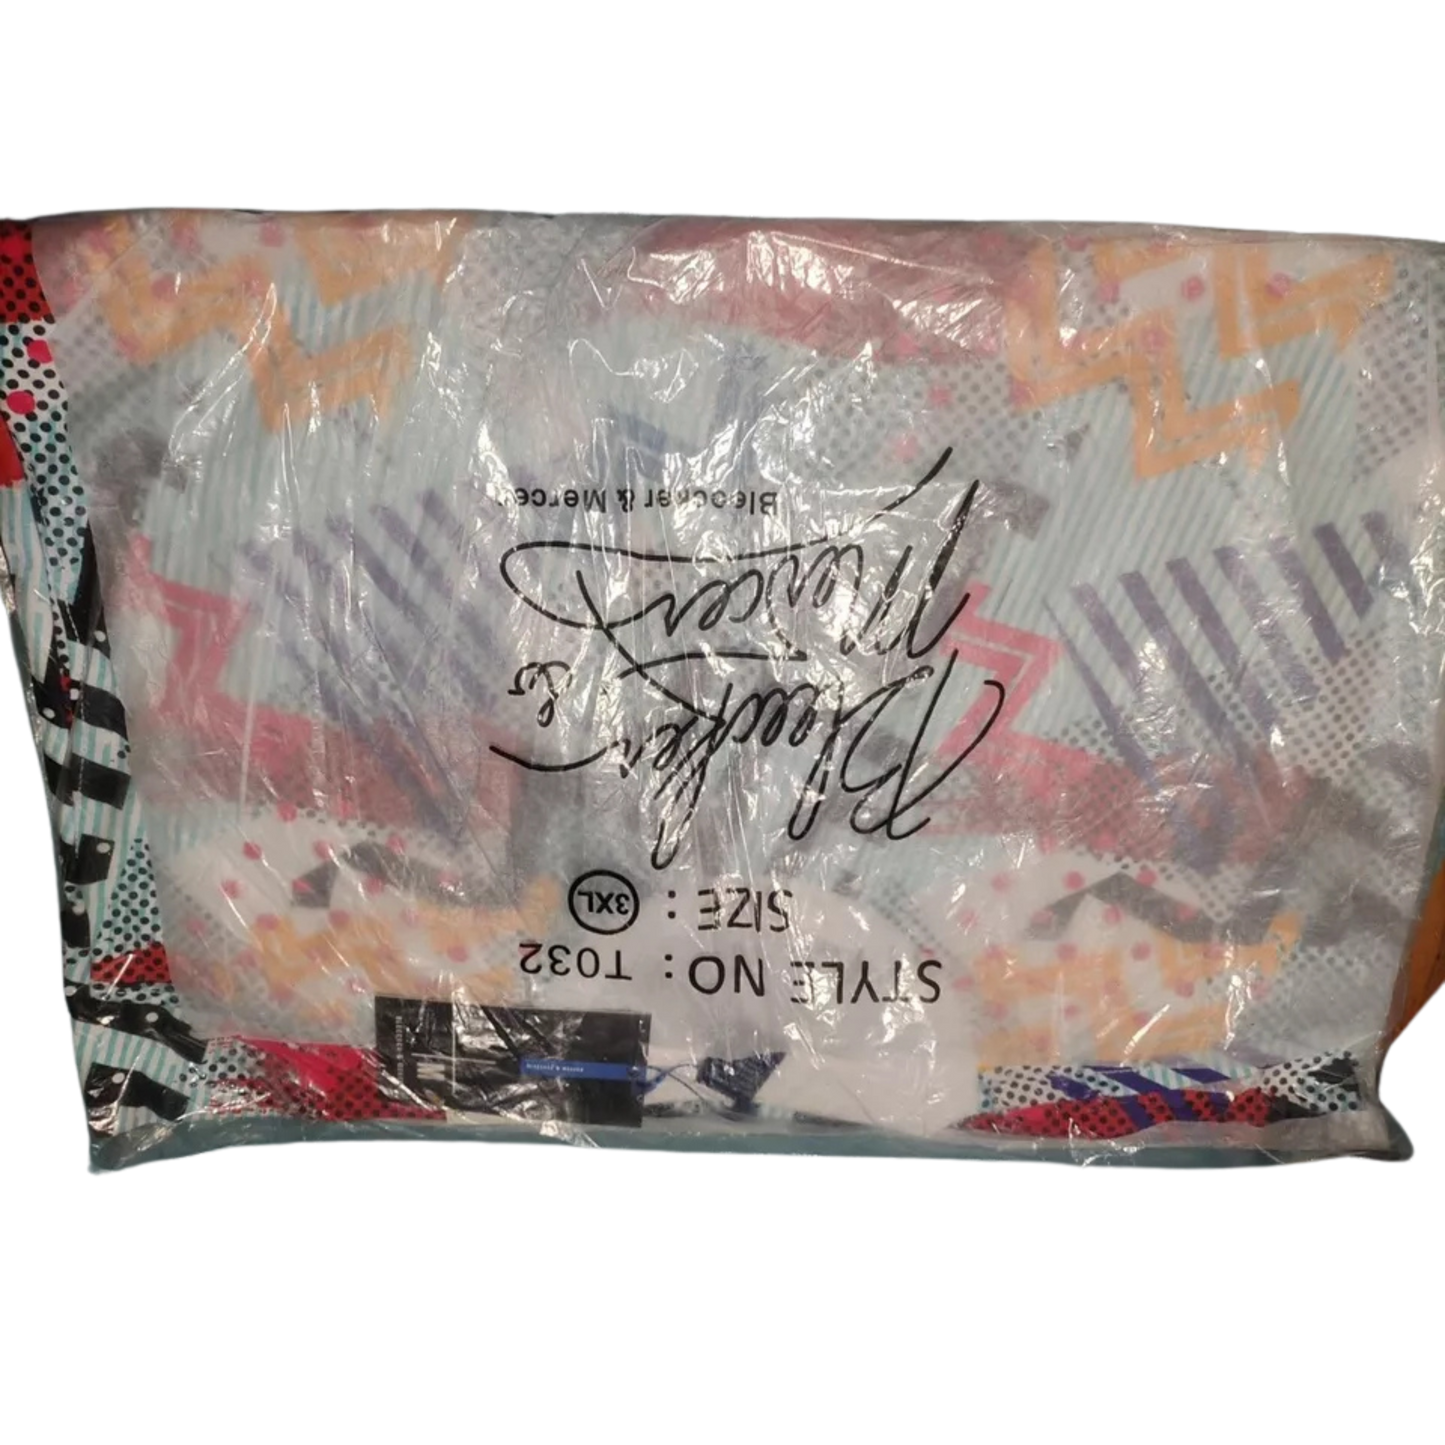 STYLE NO : T032
SIZE : 3XL
Bleecker &
Mercer
Bleecker & Mercer